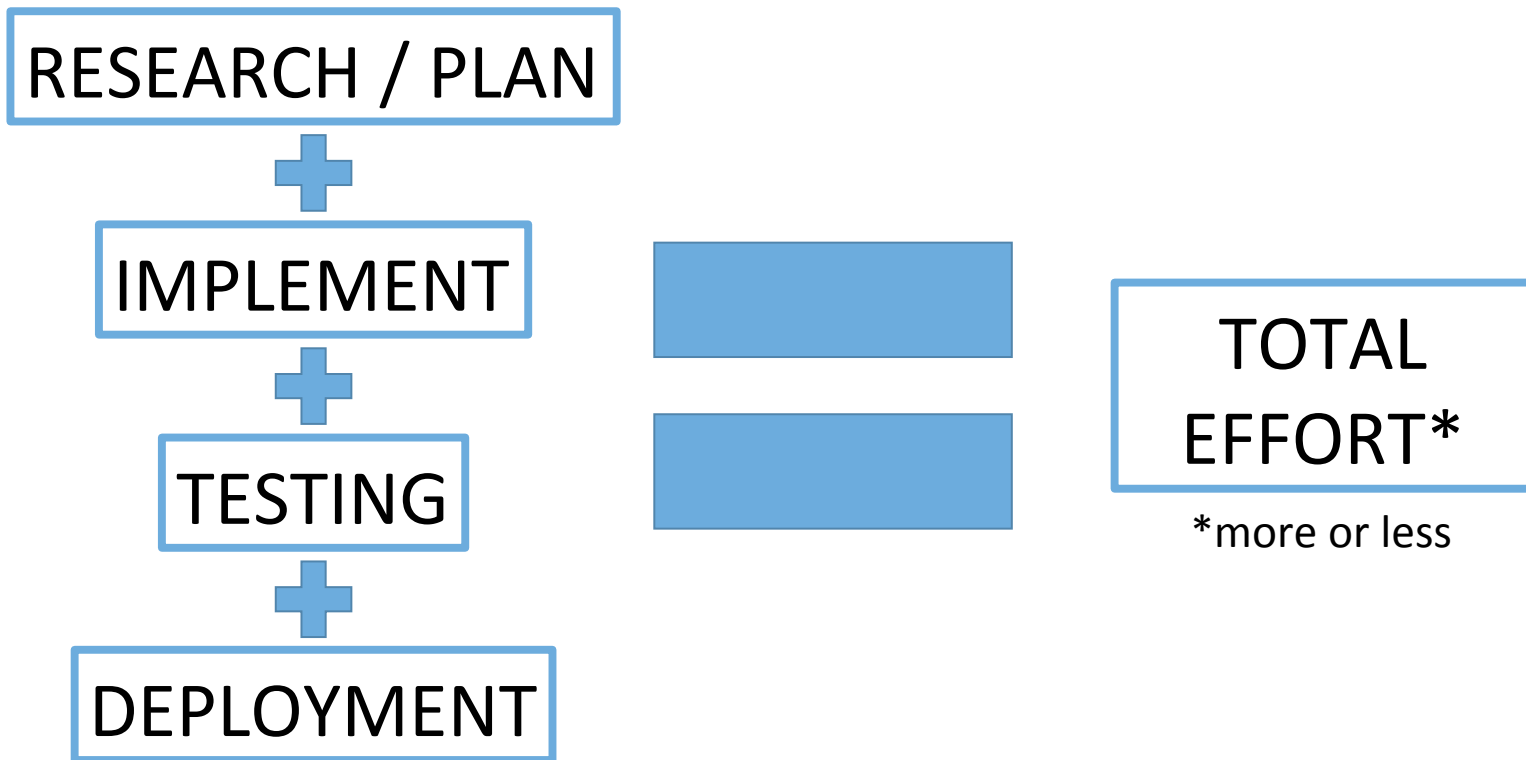 RESEARCH / PLAN
IMPLEMENT
TESTING
DEPLOYMENT
TOTAL
EFFORT*
*more or less